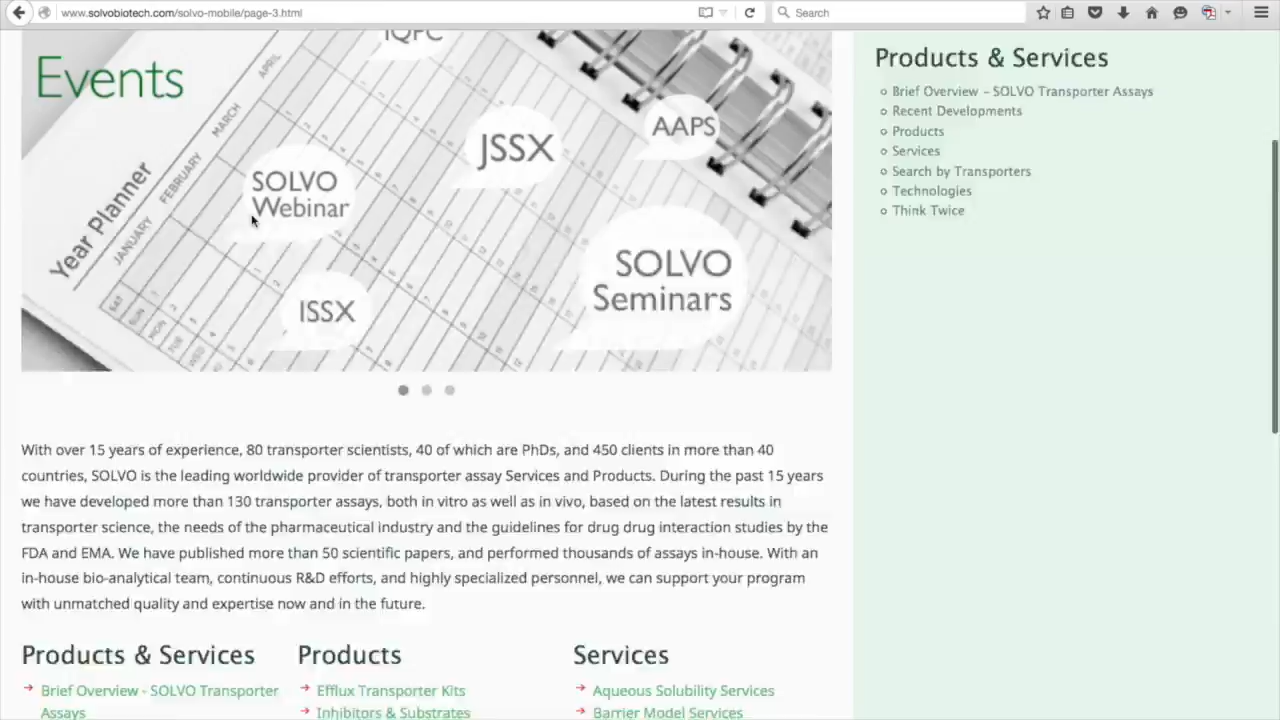 www.solvobiotech.com/solvo-mobile/page-3.html
Search
Events
IQPC
APRIL
MARCH
FEBRUARY
JANUARY
Year Planner
JSSX
AAPS
SOLVO
Webinar
SOLVO
Seminars
ISSX
SAT
SUN
MON
TUE
WED
Products & Services
Brief Overview – SOLVO Transporter Assays
Recent Developments
Products
Services
Search by Transporters
Technologies
Think Twice
With over 15 years of experience, 80 transporter scientists, 40 of which are PhDs, and 450 clients in more than 40
countries, SOLVO is the leading worldwide provider of transporter assay Services and Products. During the past 15 years
we have developed more than 130 transporter assays, both in vitro as well as in vivo, based on the latest results in
transporter science, the needs of the pharmaceutical industry and the guidelines for drug drug interaction studies by the
FDA and EMA. We have published more than 50 scientific papers, and performed thousands of assays in-house. With an
in-house bio-analytical team, continuous R&D efforts, and highly specialized personnel, we can support your program
with unmatched quality and expertise now and in the future.
Products & Services
Brief Overview - SOLVO Transporter
Assays
Products
Efflux Transporter Kits
Inhibitors & Substrates
Services
Aqueous Solubility Services
Barrier Model Services